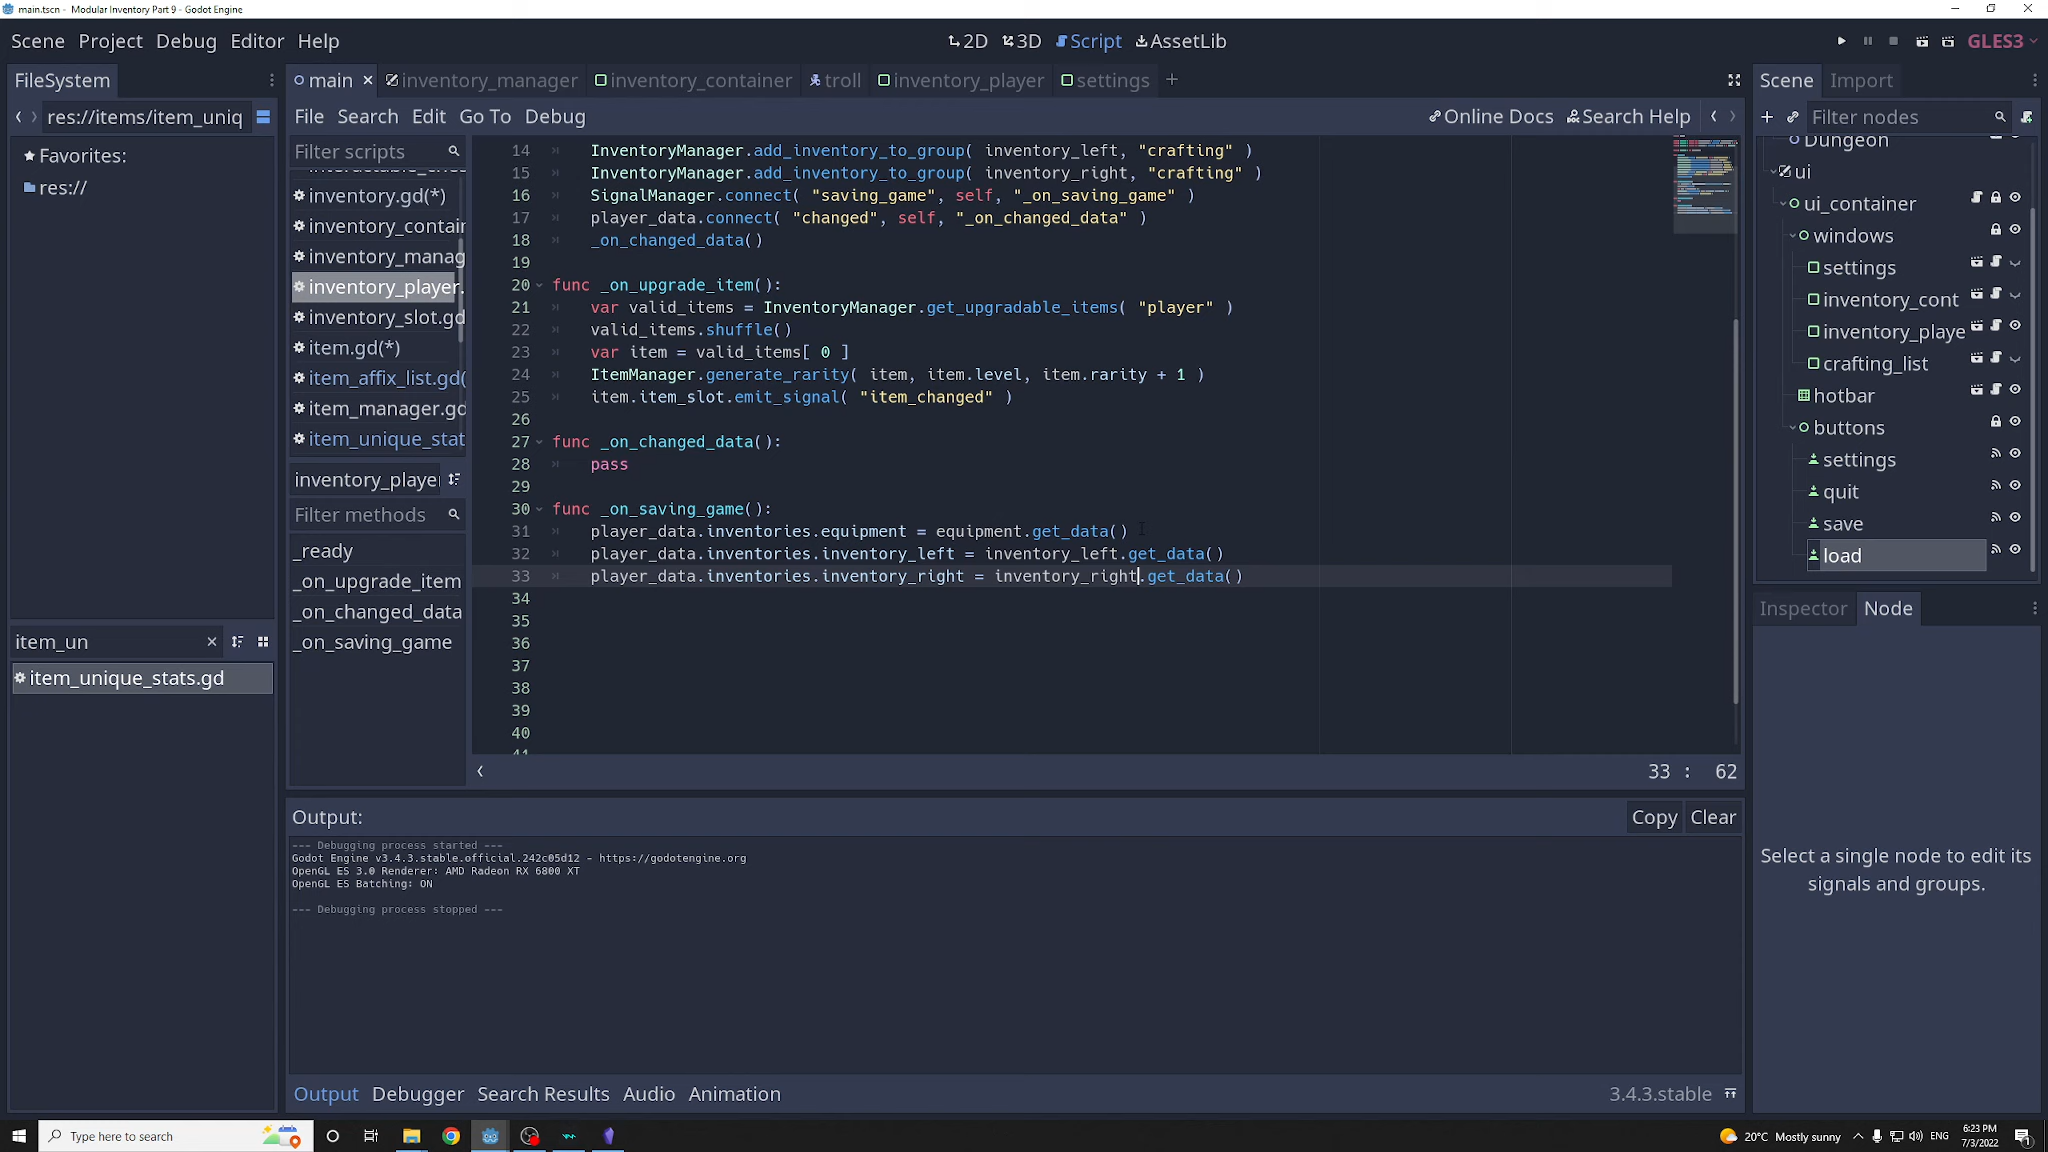 main.tscn - Modular Inventory Part 9 - Godot Engine
Scene Project Debug Editor Help
2D 3D Script AssetLib
GLES3
FileSystem
res://items/item_uniq
Favorites:
res://
item_un
item_unique_stats.gd
main inventory_manager inventory_container troll inventory_player settings
File Search Edit Go To Debug
Online Docs Search Help
Filter scripts
inventory.gd(*)
inventory_contair
inventory_manag
inventory_player.
inventory_slot.gd
item.gd(*)
item_affix_list.gd(
item_manager.gd
item_unique_stat
inventory_playe
Filter methods
_ready
_on_upgrade_item
_on_changed_data
_on_saving_game
14 InventoryManager.add_inventory_to_group( inventory_left, "crafting" )
15 InventoryManager.add_inventory_to_group( inventory_right, "crafting" )
16 SignalManager.connect( "saving_game", self, "_on_saving_game" )
17 player_data.connect( "changed", self, "_on_changed_data" )
18 _on_changed_data()
19
20 func _on_upgrade_item():
21 var valid_items = InventoryManager.get_upgradable_items( "player" )
22 valid_items.shuffle()
23 var item = valid_items[ 0 ]
24 ItemManager.generate_rarity( item, item.level, item.rarity + 1 )
25 item.item_slot.emit_signal( "item_changed" )
26
27 func _on_changed_data():
28 pass
29
30 func _on_saving_game():
31 player_data.inventories.equipment = equipment.get_data()
32 player_data.inventories.inventory_left = inventory_left.get_data()
33 player_data.inventories.inventory_right = inventory_right.get_data()
34
35
36
37
38
39
40
33 : 62
Output:
Copy Clear
--- Debugging process started ---
Godot Engine v3.4.3.stable.official.242c05d12 - https://godotengine.org
OpenGL ES 3.0 Renderer: AMD Radeon RX 6800 XT
OpenGL ES Batching: ON
--- Debugging process stopped ---
Output Debugger Search Results Audio Animation
3.4.3.stable
Scene Import
Filter nodes
Dungeon
ui
ui_container
windows
settings
inventory_cont
inventory_playe
crafting_list
hotbar
buttons
settings
quit
save
load
Inspector Node
Select a single node to edit its
signals and groups.
Type here to search
20°C Mostly sunny
ENG
6:23 PM
7/3/2022